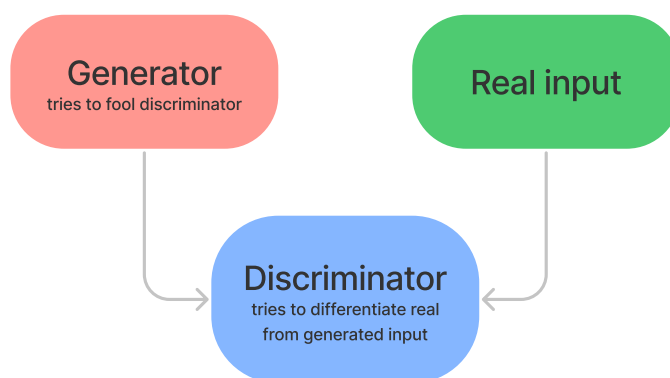 Generator
tries to fool discriminator
Real input
Discriminator
tries to differentiate real
from generated input